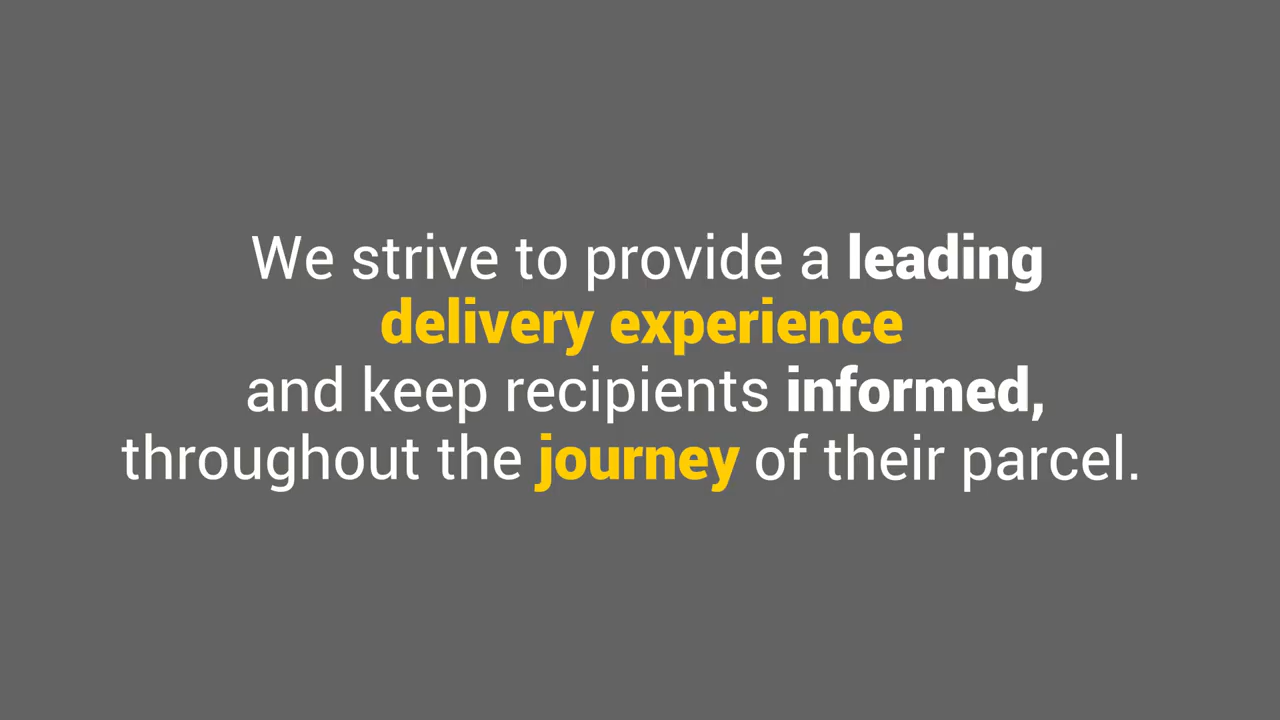 We strive to provide a leading
delivery experience
and keep recipients informed,
throughout the journey of their parcel.